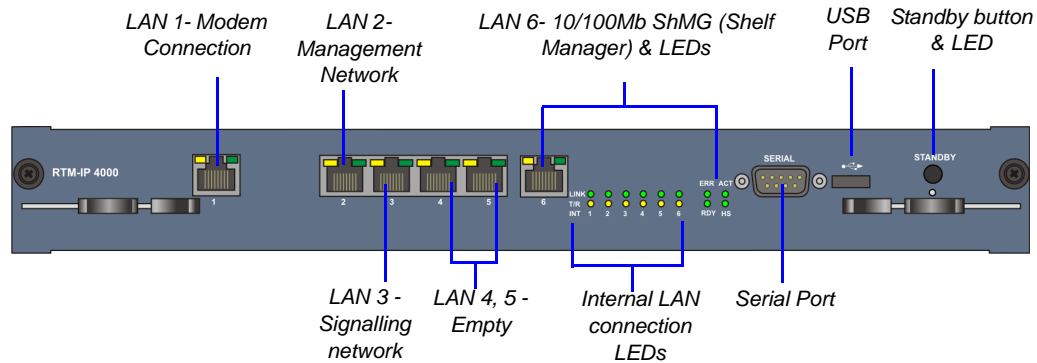 LAN 1- Modem
Connection
LAN 2-
Management
Network
LAN 6- 10/100Mb ShMG (Shelf
Manager) & LEDs
USB
Port
Standby button
& LED
RTM-IP 4000
1
2
3
4
5
6
LINK
T/R
INT 1 2 3 4 5 6
ERR ACT
RDY HS
SERIAL
STANDBY
LAN 3 -
Signalling
network
LAN 4, 5 -
Empty
Internal LAN
connection
LEDs
Serial Port